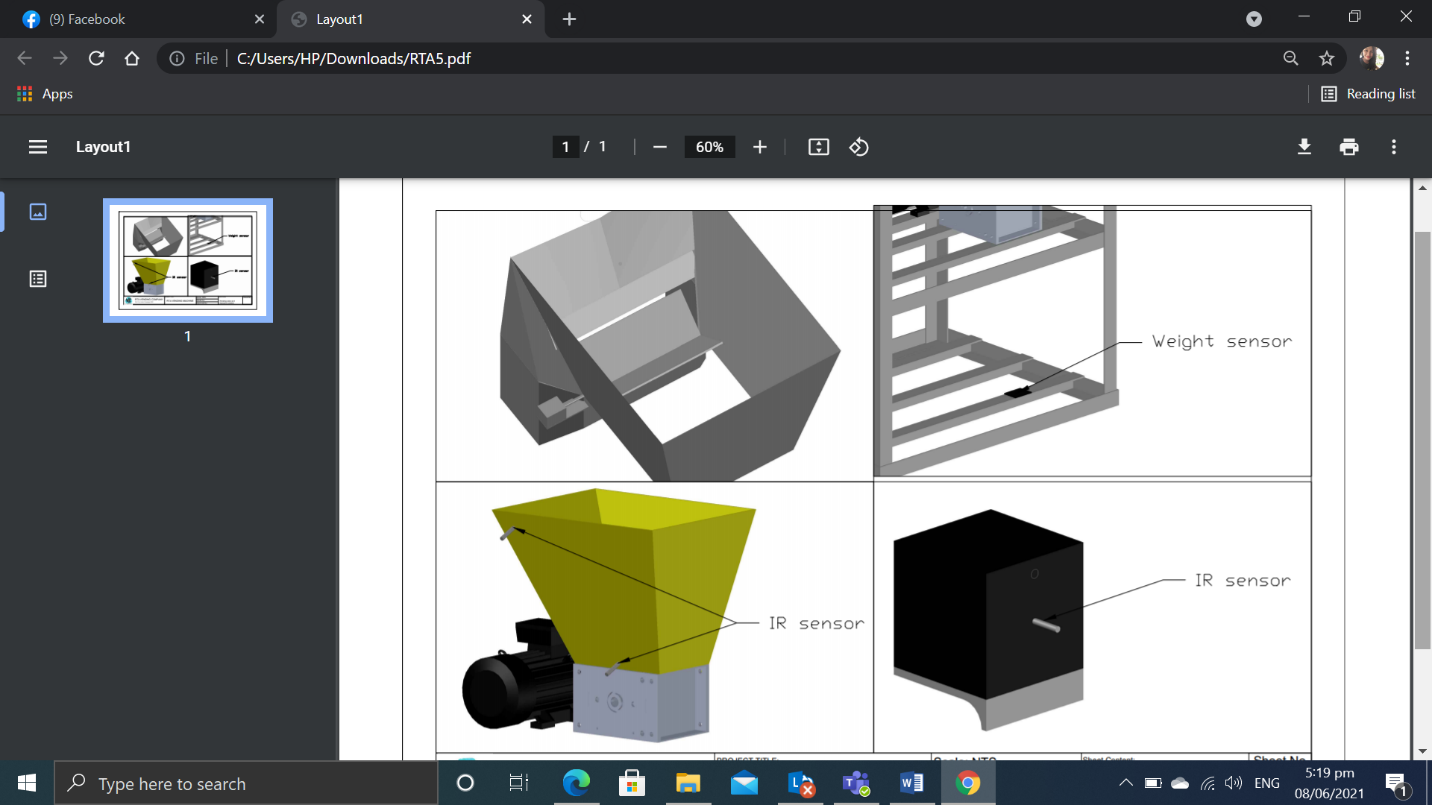 (9) Facebook
Layout1
File
C:/Users/HP/Downloads/RTA5.pdf
Apps
Reading list
Layout1
1 / 1
60%
1
Weight sensor
IR sensor
IR sensor
Type here to search
ENG
5:19 pm
08/06/2021
1